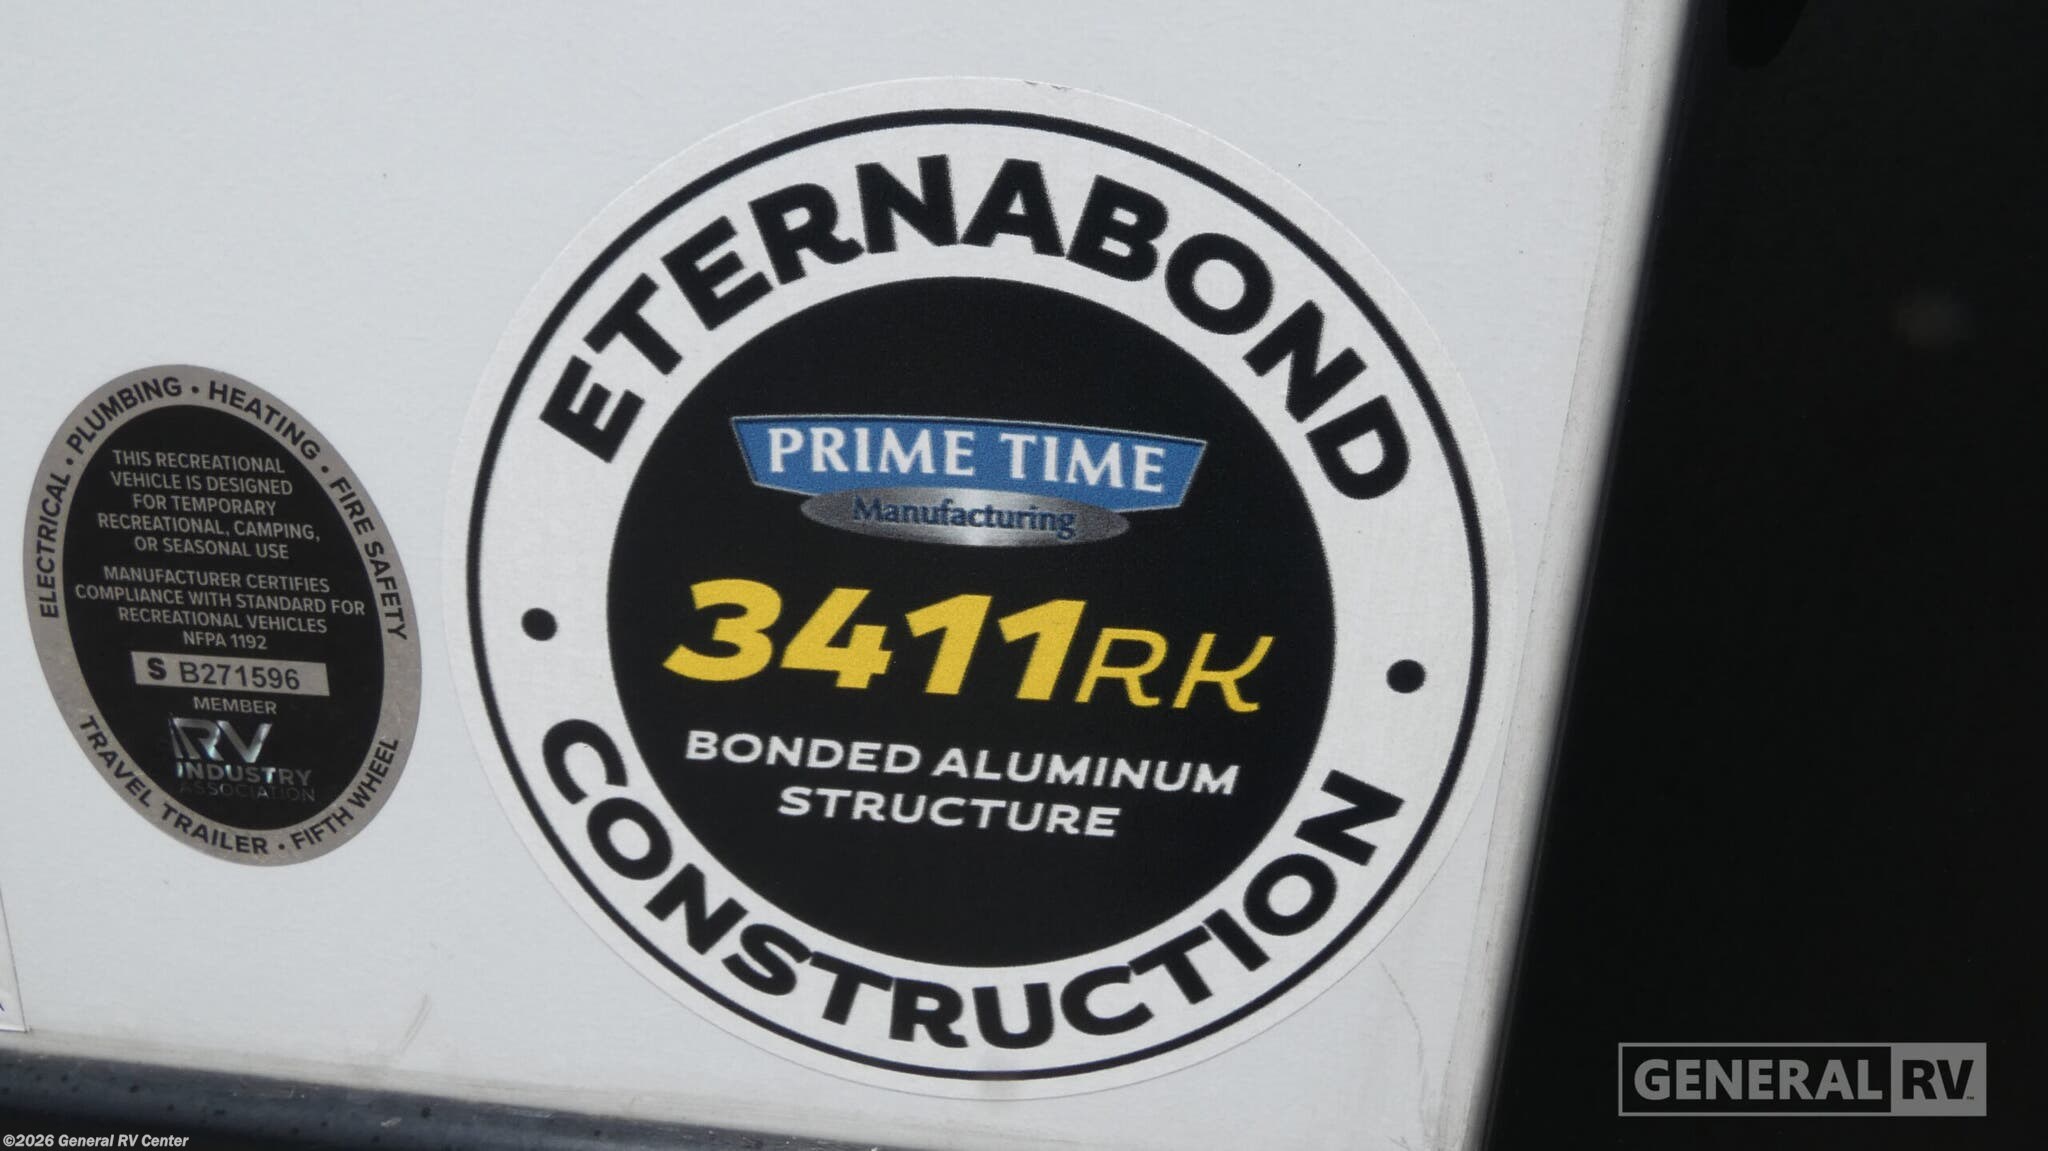 ELECTRICAL • PLUMBING • HEATING • FIRE SAFETY
THIS RECREATIONAL
VEHICLE IS DESIGNED
FOR TEMPORARY
RECREATIONAL, CAMPING,
OR SEASONAL USE
MANUFACTURER CERTIFIES
COMPLIANCE WITH STANDARD FOR
RECREATIONAL VEHICLES
NFPA 1192
S B271596
MEMBER
RV
INDUSTRY
ASSOCIATION
TRAVEL TRAILER • FIFTH WHEEL
ETERNABOND
PRIME TIME
Manufacturing
3411RK
BONDED ALUMINUM
STRUCTURE
CONSTRUCTION
GENERAL RV
©2026 General RV Center